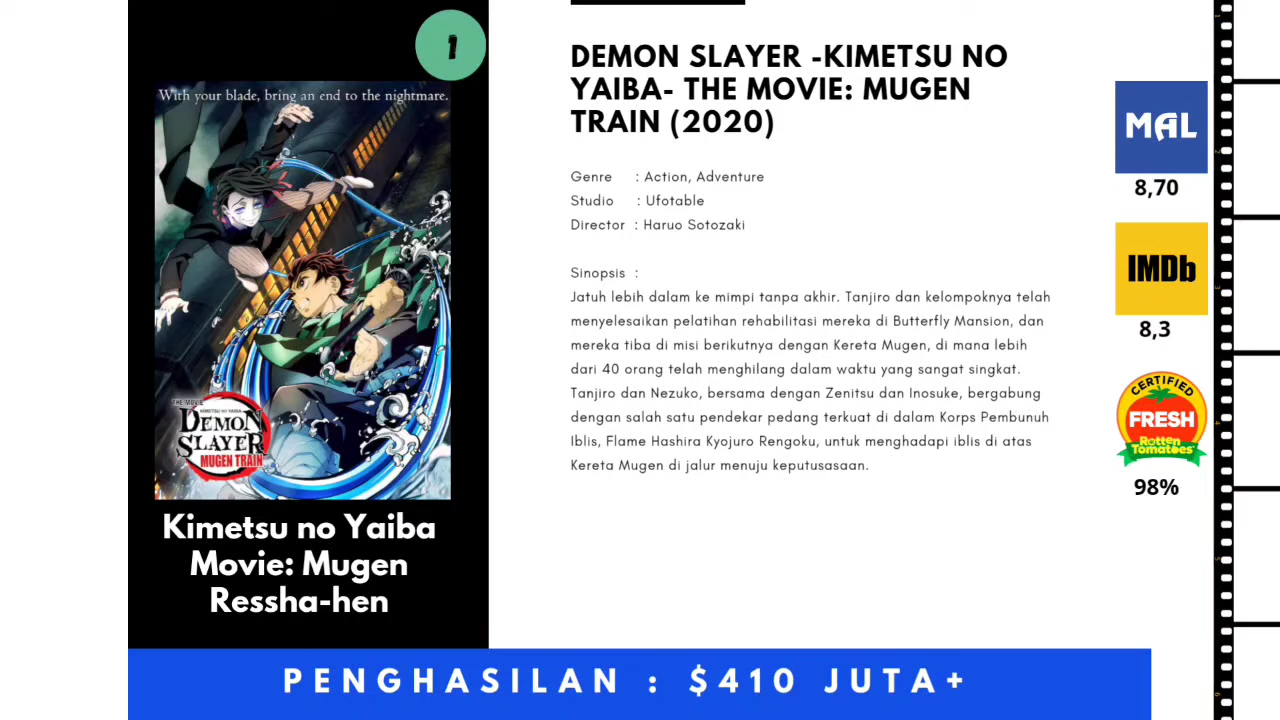 1
With your blade, bring an end to the nightmare.
THE MOVIE
KIMETSU NO YAIBA
DEMON
SLAYER
MUGEN TRAIN
Kimetsu no Yaiba
Movie: Mugen
Ressha-hen
DEMON SLAYER -KIMETSU NO
YAIBA- THE MOVIE: MUGEN
TRAIN (2020)
Genre : Action, Adventure
Studio : Ufotable
Director : Haruo Sotozaki
Sinopsis :
Jatuh lebih dalam ke mimpi tanpa akhir. Tanjiro dan kelompoknya telah
menyelesaikan pelatihan rehabilitasi mereka di Butterfly Mansion, dan
mereka tiba di misi berikutnya dengan Kereta Mugen, di mana lebih
dari 40 orang telah menghilang dalam waktu yang sangat singkat.
Tanjiro dan Nezuko, bersama dengan Zenitsu dan Inosuke, bergabung
dengan salah satu pendekar pedang terkuat di dalam Korps Pembunuh
Iblis, Flame Hashira Kyojuro Rengoku, untuk menghadapi iblis di atas
Kereta Mugen di jalur menuju keputusasaan.
MAL
8,70
IMDb
8,3
CERTIFIED
FRESH
Rotten
Tomatoes
98%
1
2
3
4
5
6
PENGHASILAN : $410 JUTA+